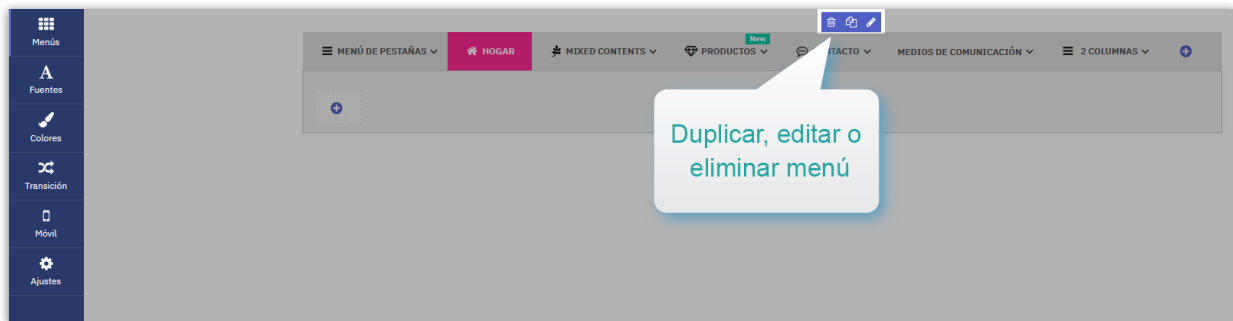 Menús
Fuentes
Colores
Transición
Móvil
Ajustes
MENÚ DE PESTAÑAS
HOGAR
MIXED CONTENTS
New
PRODUCTOS
NTACTO
MEDIOS DE COMUNICACIÓN
2 COLUMNAS
Duplicar, editar o
eliminar menú